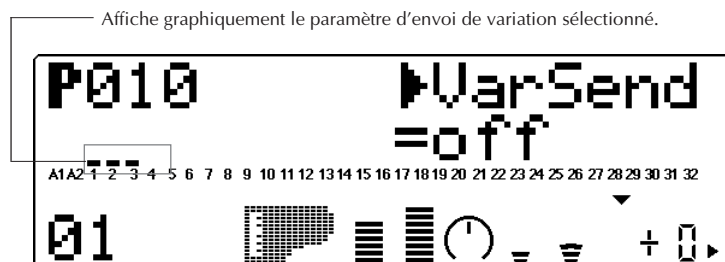 Affiche graphiquement le paramètre d’envoi de variation sélectionné.
P010 ▶VarSend
=off
A1 A2 1 2 3 4 5 6 7 8 9 10 11 12 13 14 15 16 17 18 19 20 21 22 23 24 25 26 27 28 29 30 31 32
01 + 0